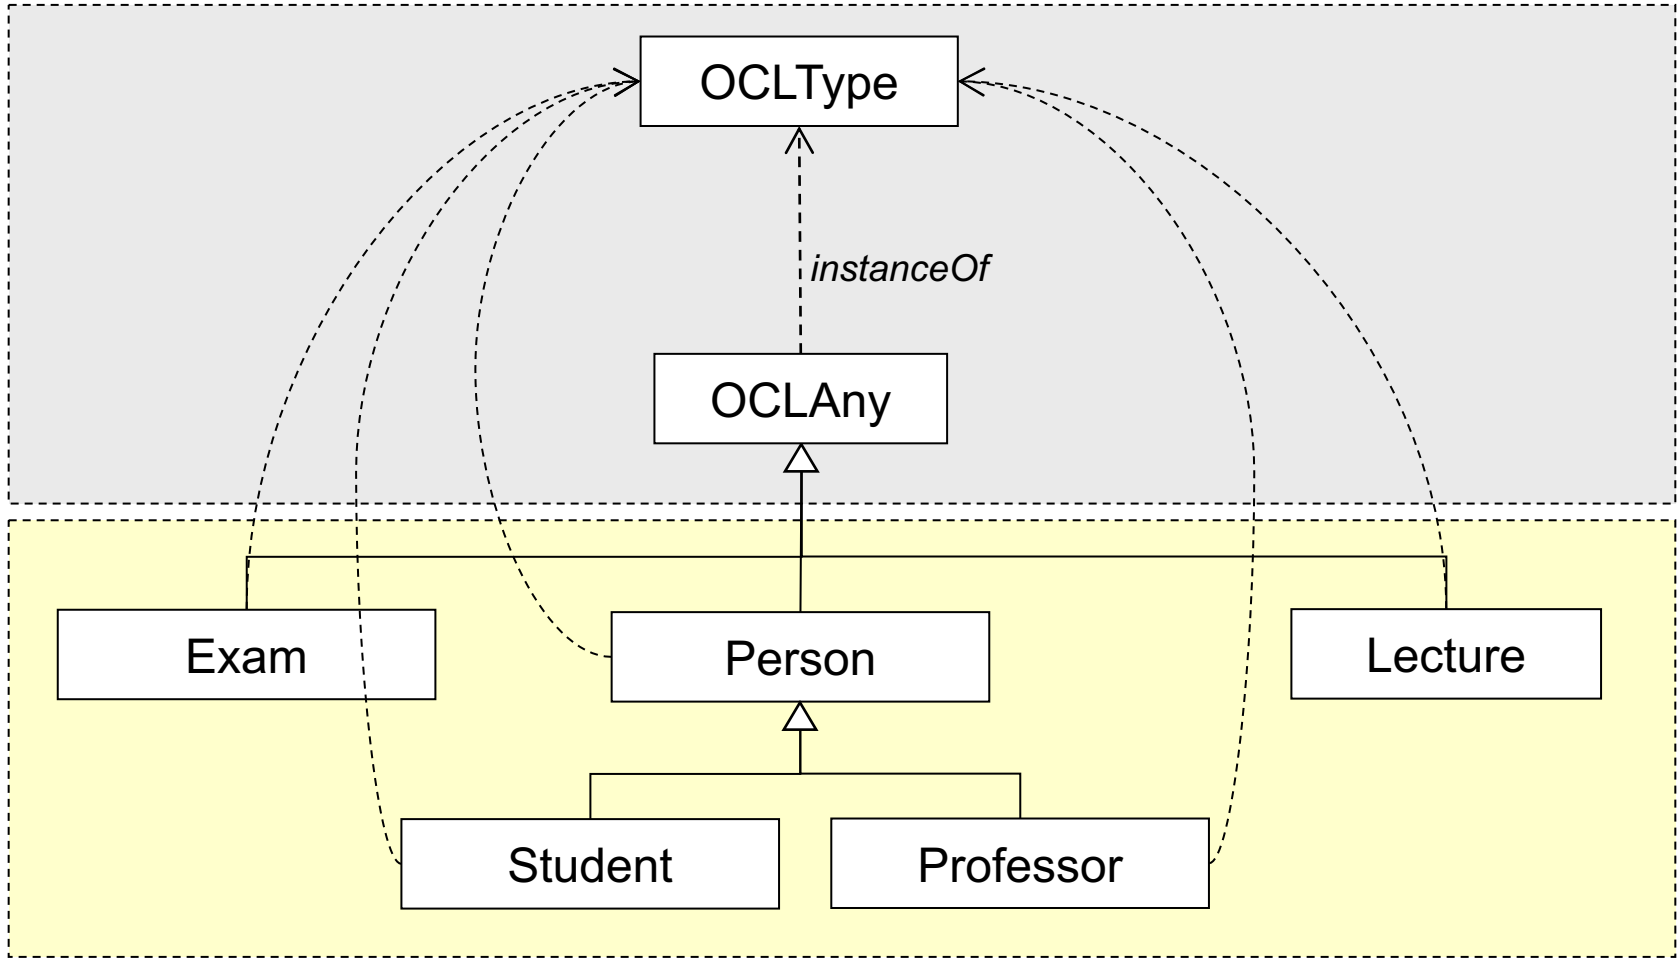 OCLType
instanceOf
OCLAny
Exam
Person
Lecture
Student
Professor